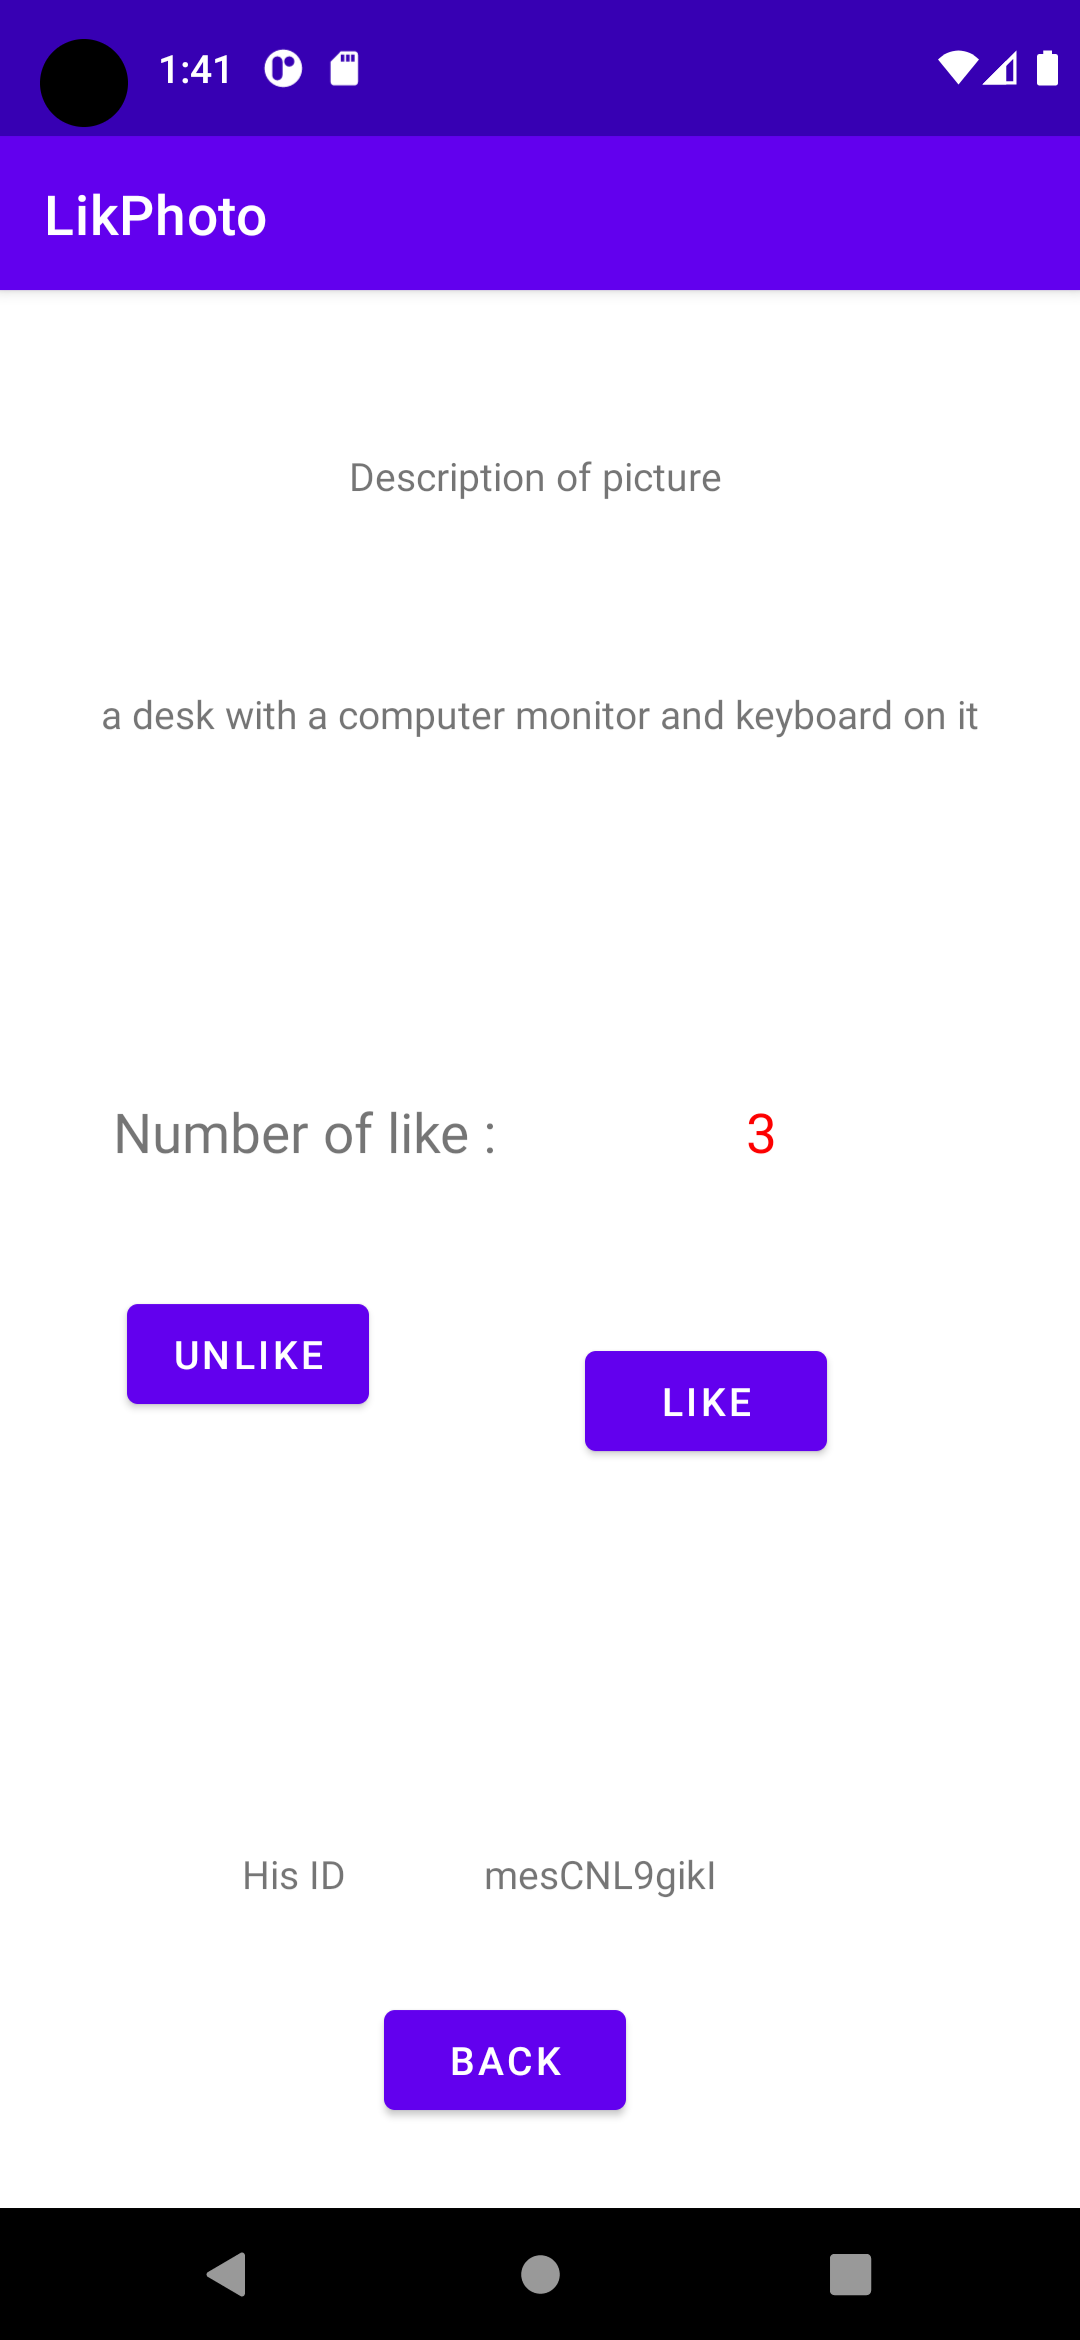 1:41
LikPhoto
Description of picture
a desk with a computer monitor and keyboard on it
Number of like : 3
UNLIKE
LIKE
His ID mesCNL9gikI
BACK